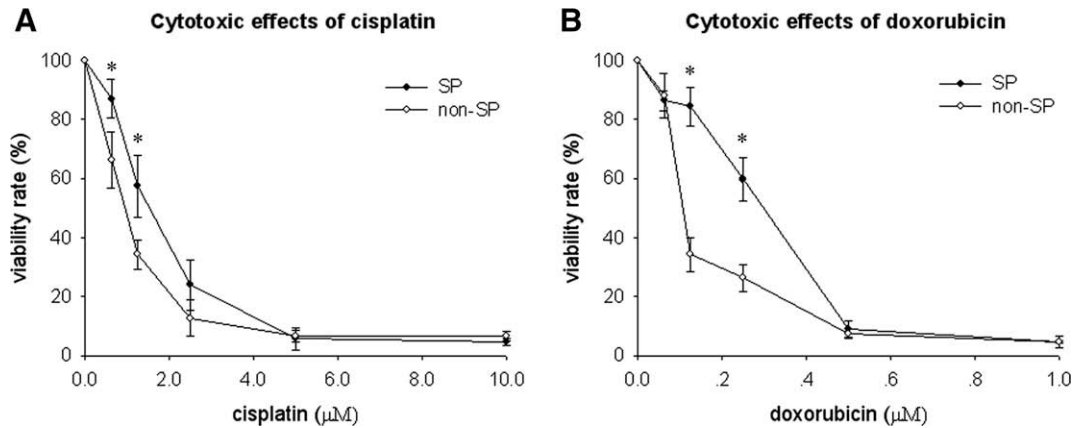 A
Cytotoxic effects of cisplatin
100
80
60
40
20
0
viability rate (%)
*
*
SP
non-SP
0.0
2.0
4.0
6.0
8.0
10.0
cisplatin (μM)
B
Cytotoxic effects of doxorubicin
100
80
60
40
20
0
viability rate (%)
*
*
SP
non-SP
0.0
.2
.4
.6
.8
1.0
doxorubicin (μM)